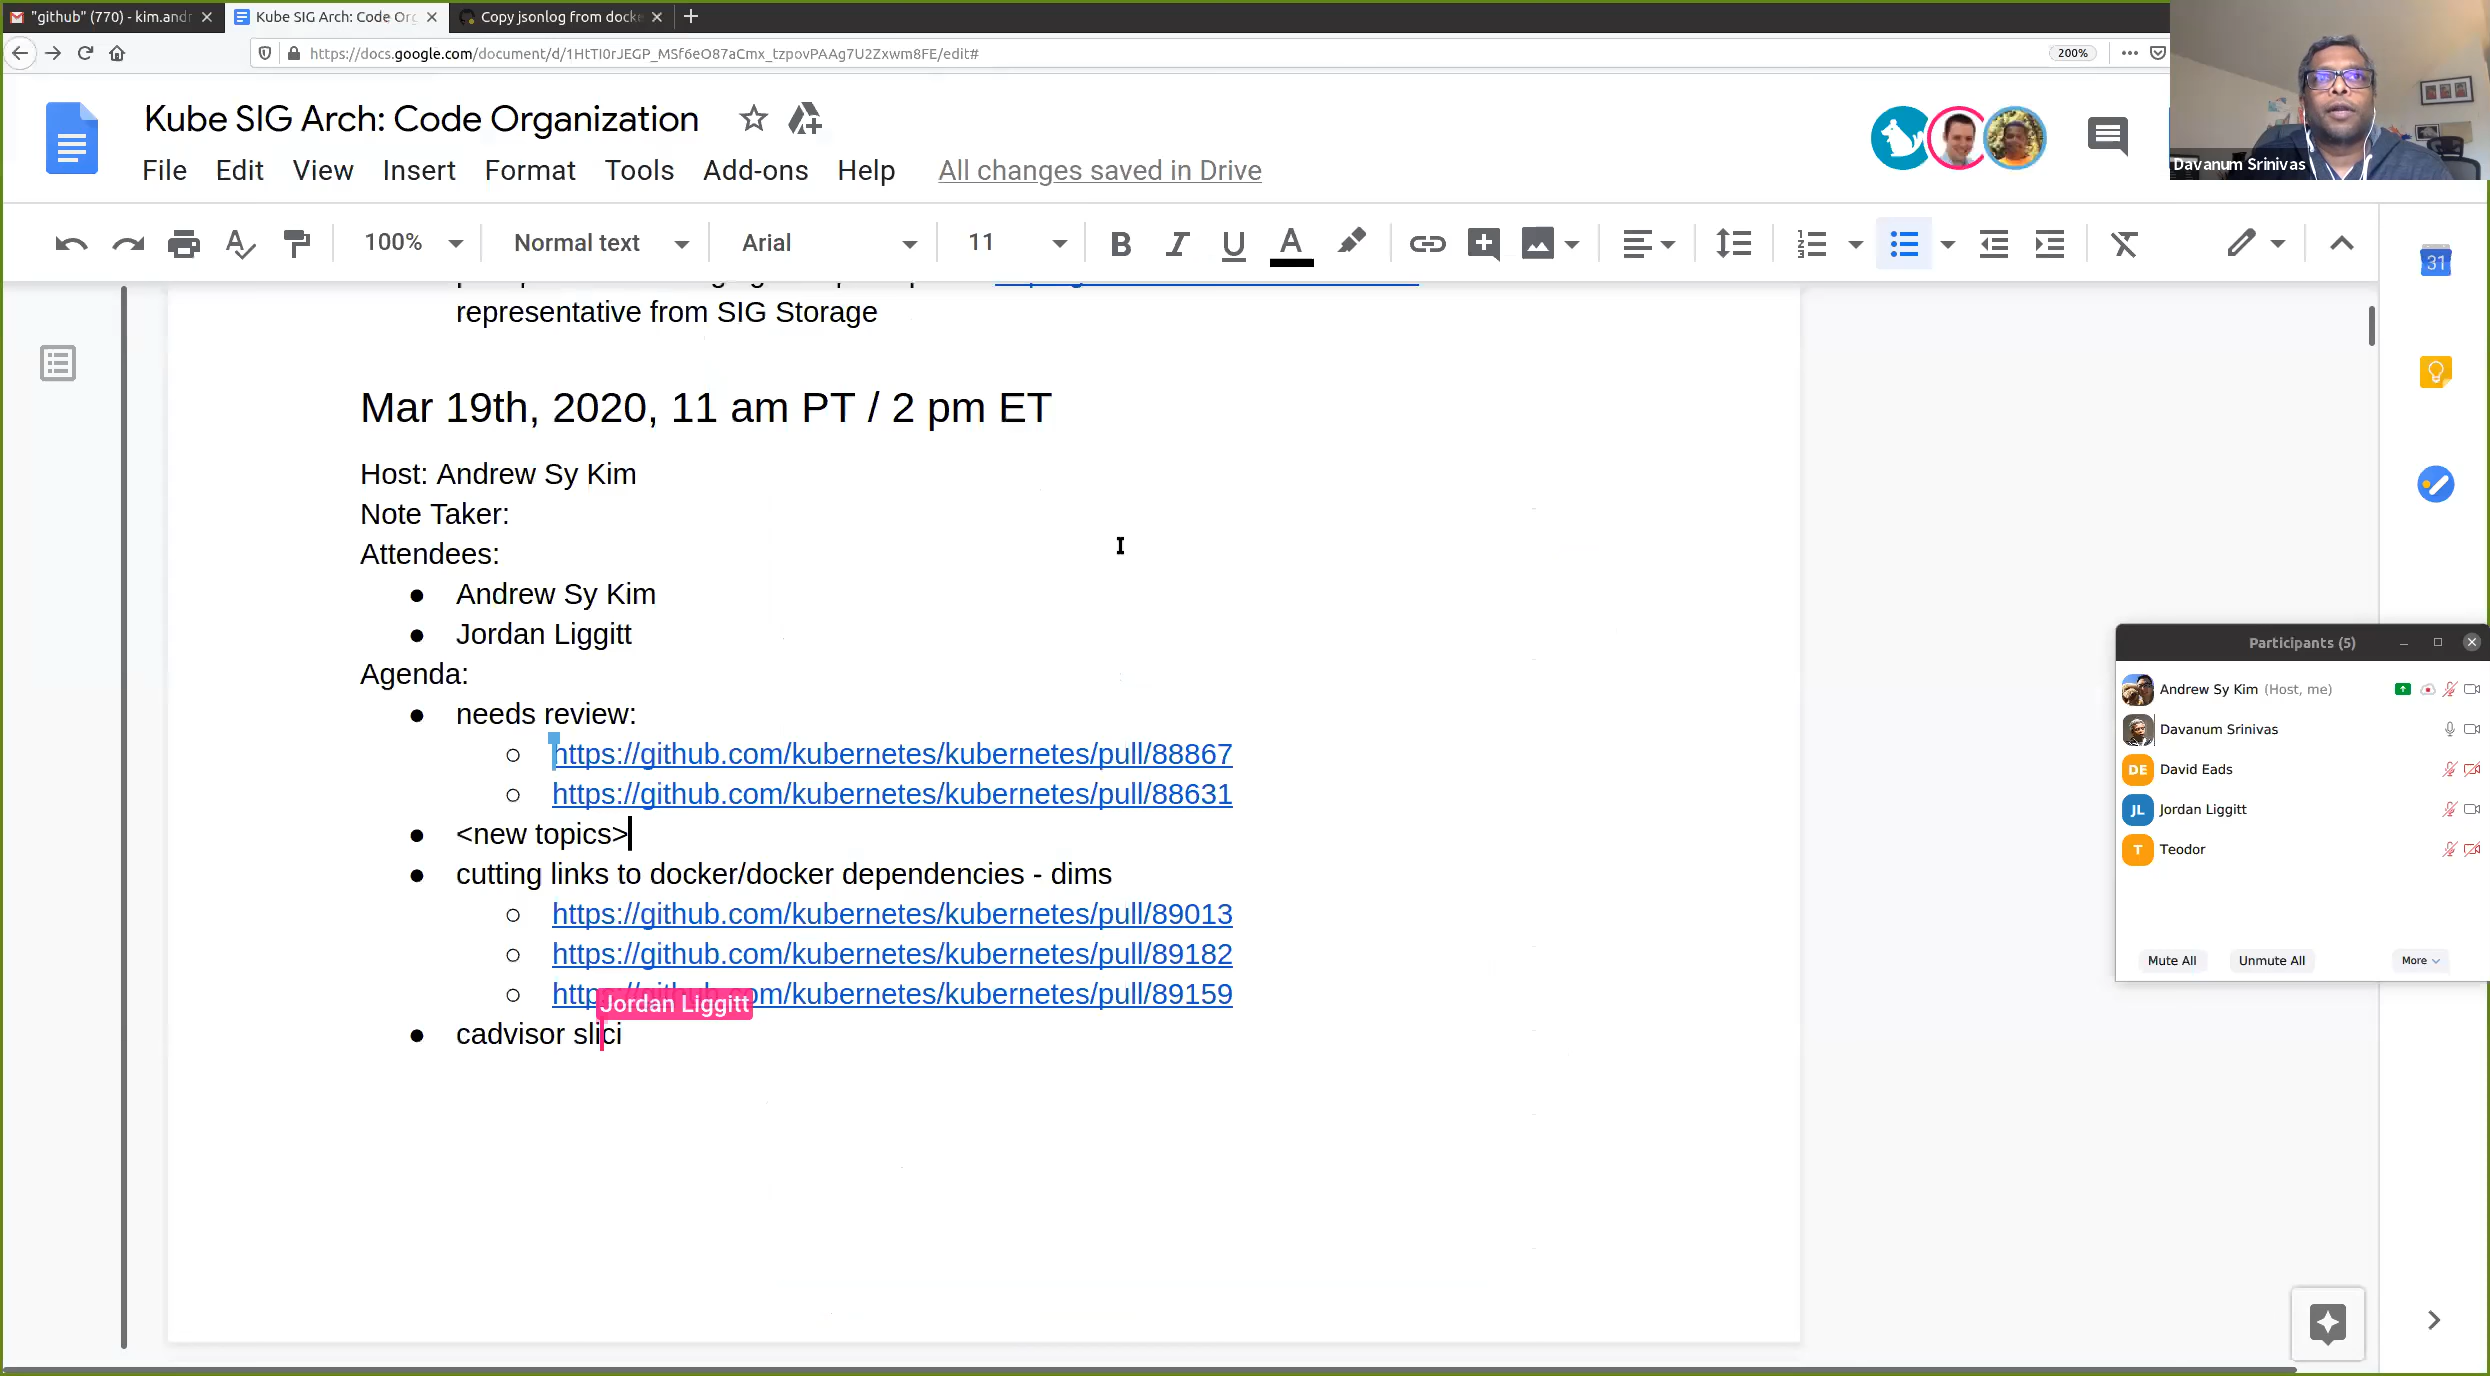 "github" (770) - kim.andr
Kube SIG Arch: Code Org
Copy jsonlog from docke
https://docs.google.com/document/d/1HtTI0rJEGP_MSf6eO87aCmx_tzpovPAAg7U2Zxwm8FE/edit#
200%
Kube SIG Arch: Code Organization
File Edit View Insert Format Tools Add-ons Help All changes saved in Drive
Davanum Srinivas
100% Normal text Arial 11 B I U A
31
representative from SIG Storage
Mar 19th, 2020, 11 am PT / 2 pm ET
Host: Andrew Sy Kim
Note Taker:
Attendees:
● Andrew Sy Kim
● Jordan Liggitt
Agenda:
● needs review:
○ https://github.com/kubernetes/kubernetes/pull/88867
○ https://github.com/kubernetes/kubernetes/pull/88631
● <new topics>
● cutting links to docker/docker dependencies - dims
○ https://github.com/kubernetes/kubernetes/pull/89013
○ https://github.com/kubernetes/kubernetes/pull/89182
○ https://github.com/kubernetes/kubernetes/pull/89159
Jordan Liggitt
● cadvisor slici
Participants (5)
Andrew Sy Kim (Host, me)
Davanum Srinivas
DE David Eads
JL Jordan Liggitt
T Teodor
Mute All Unmute All More